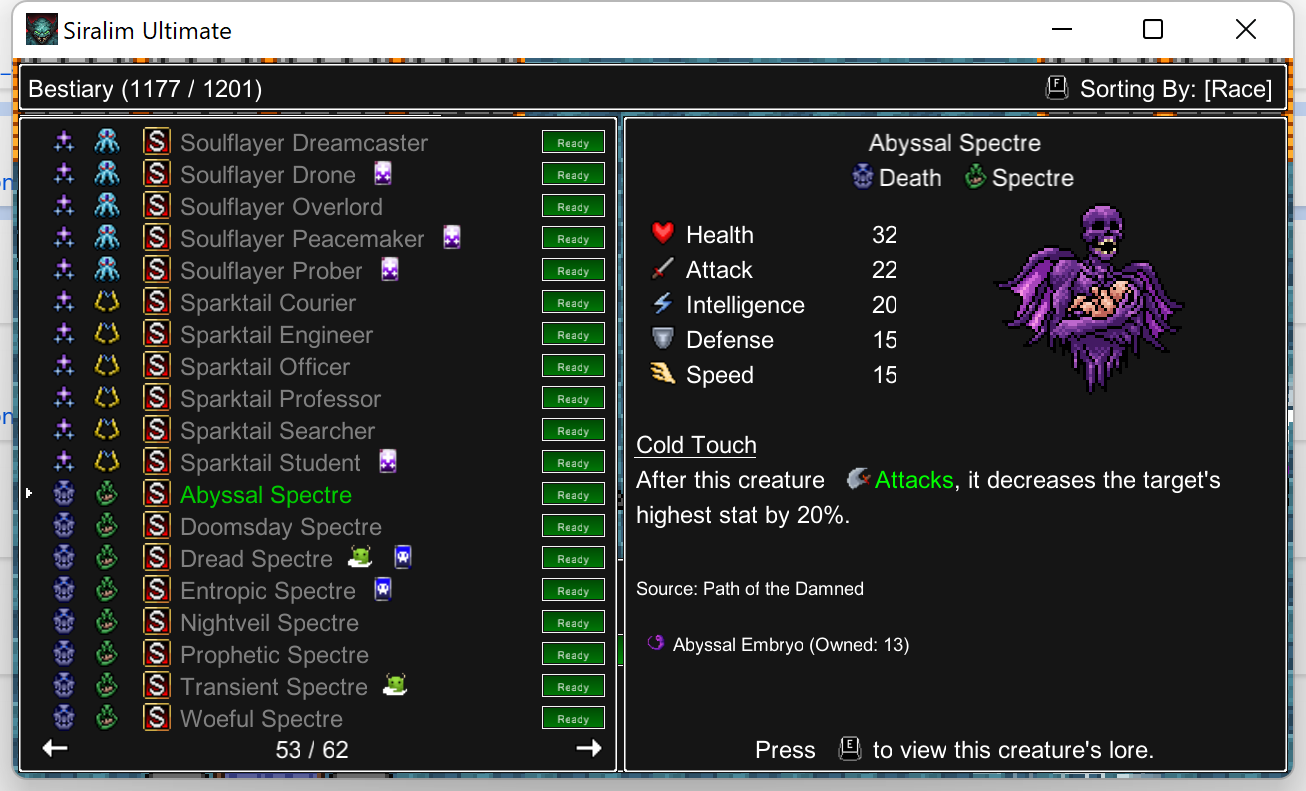 Siralim Ultimate
Bestiary (1177 / 1201)
F Sorting By: [Race]
S Soulflayer Dreamcaster Ready
S Soulflayer Drone Ready
S Soulflayer Overlord Ready
S Soulflayer Peacemaker Ready
S Soulflayer Prober Ready
S Sparktail Courier Ready
S Sparktail Engineer Ready
S Sparktail Officer Ready
S Sparktail Professor Ready
S Sparktail Searcher Ready
S Sparktail Student Ready
S Abyssal Spectre Ready
S Doomsday Spectre Ready
S Dread Spectre Ready
S Entropic Spectre Ready
S Nightveil Spectre Ready
S Prophetic Spectre Ready
S Transient Spectre Ready
S Woeful Spectre Ready
53 / 62
Abyssal Spectre
Death Spectre
Health 32
Attack 22
Intelligence 20
Defense 15
Speed 15
Cold Touch
After this creature Attacks, it decreases the target's
highest stat by 20%.
Source: Path of the Damned
Abyssal Embryo (Owned: 13)
Press E to view this creature's lore.